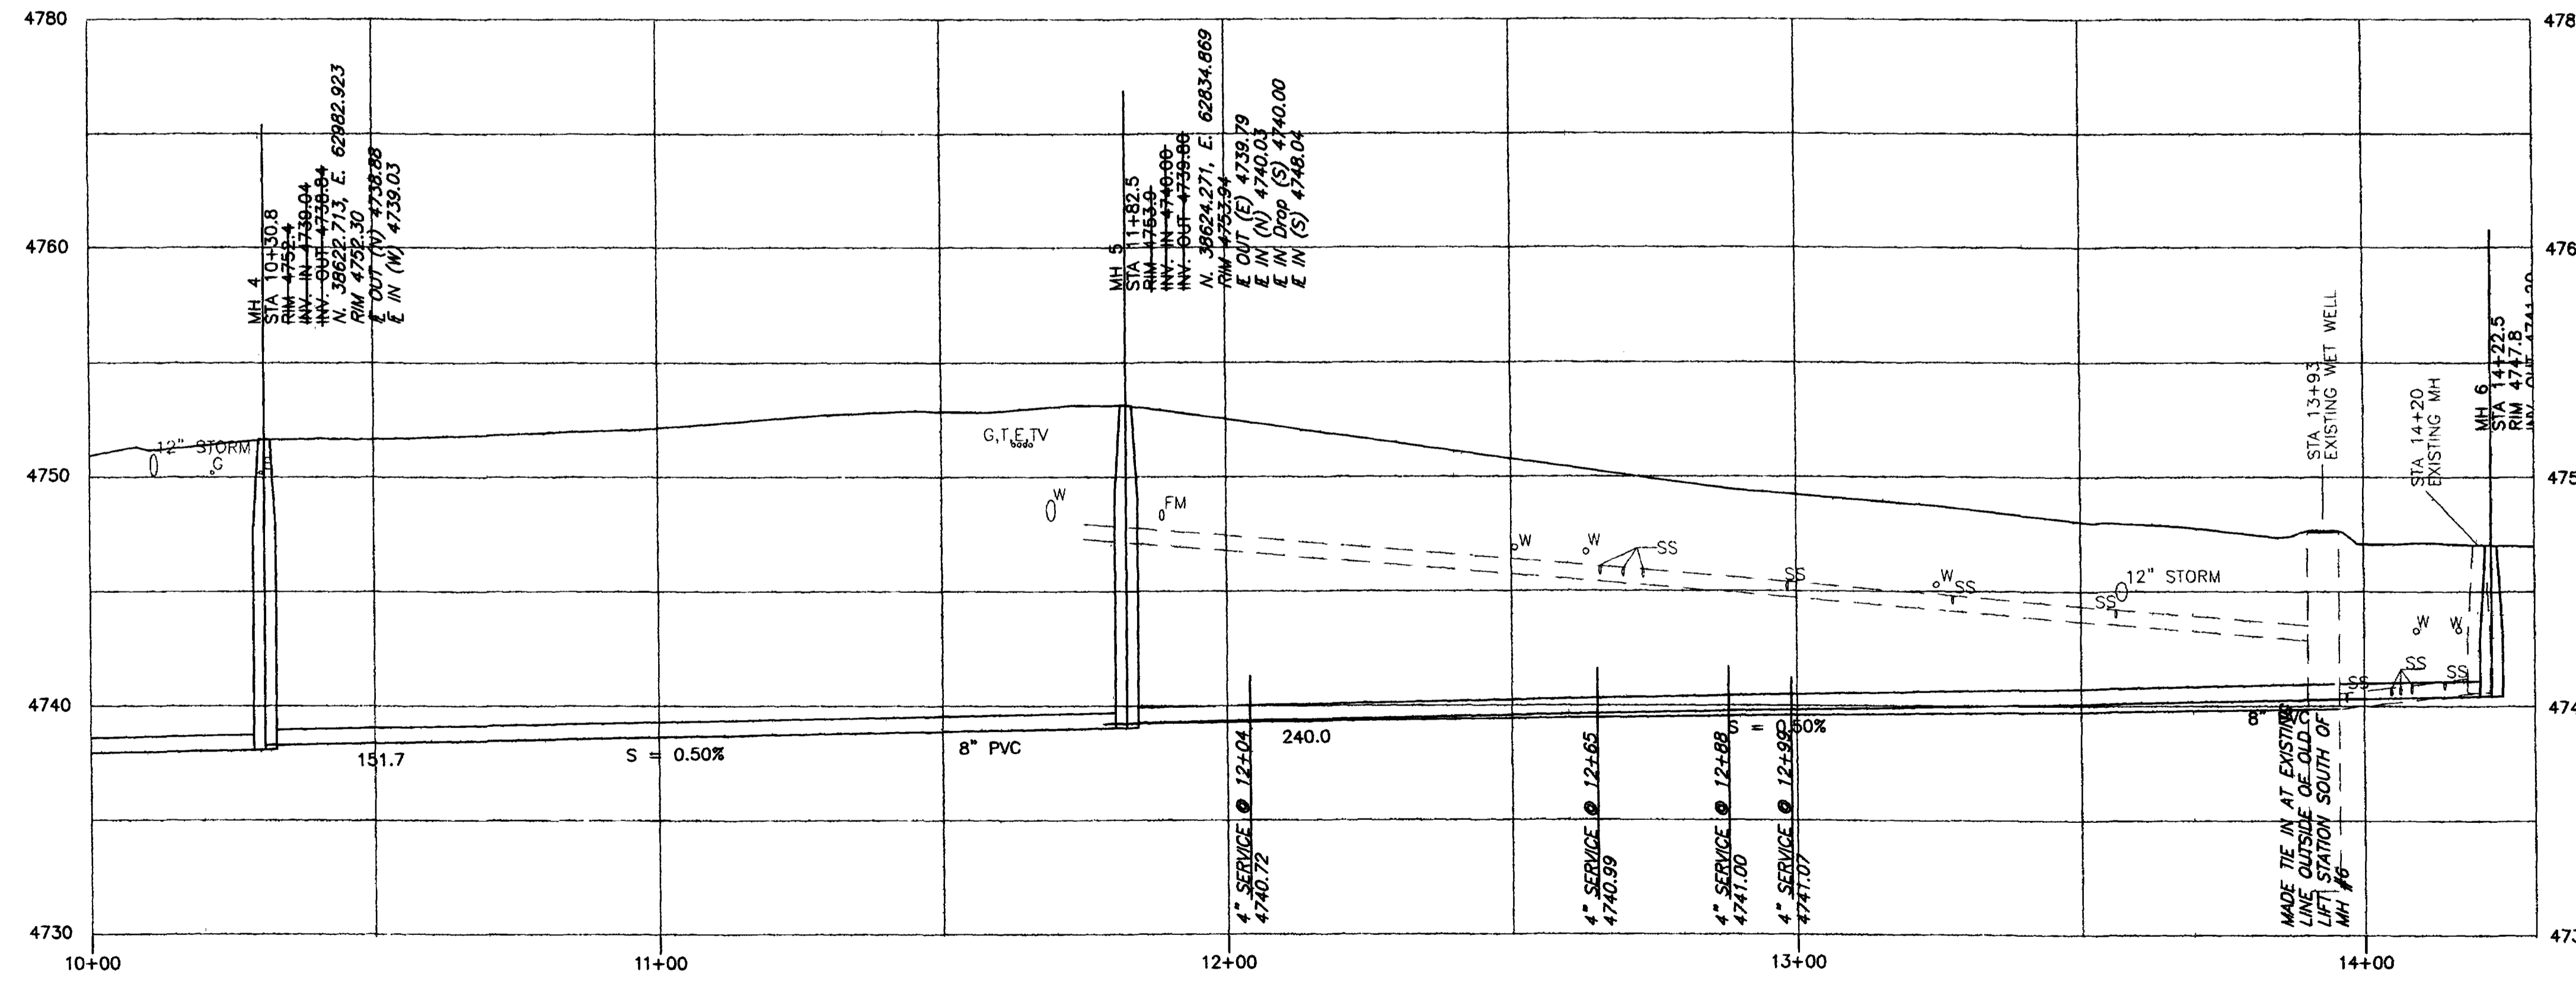 4780
478
4760
476
4750
475
4740
474
4730
473
MH 4
STA 10+30.8
RIM 4752.4
INV. IN 4739.04
INV. OUT 4738.84
N. 38622.713, E. 62982.923
RIM 4752.30
IE OUT (N) 4738.88
IE IN (W) 4739.03
MH 5
STA 11+82.5
RIM 4753.9
INV. IN 4740.00
INV. OUT 4739.80
N. 38624.271, E. 62834.869
RIM 4753.94
IE OUT (E) 4739.79
IE IN (N) 4740.03
IE IN Drop (S) 4740.00
IE IN (S) 4748.04
STA 13+93
EXISTING WET WELL
STA 14+20
EXISTING MH
MH 6
STA 14+22.5
RIM 4747.8
12" STORM
G
E
G,T,E,TV
W
FM
W
W
SS
SS
W
SS
SS
12" STORM
W
W
SS
SS
SS
151.7
S = 0.50%
8" PVC
240.0
S = 0.50%
8" PVC
4" SERVICE @ 12+04
4740.72
4" SERVICE @ 12+65
4740.99
4" SERVICE @ 12+88
4741.00
4" SERVICE @ 12+99
4741.07
MADE TIE IN AT EXISTING
LINE OUTSIDE OF OLD
LIFT STATION SOUTH OF
MH #6
10+00
11+00
12+00
13+00
14+00